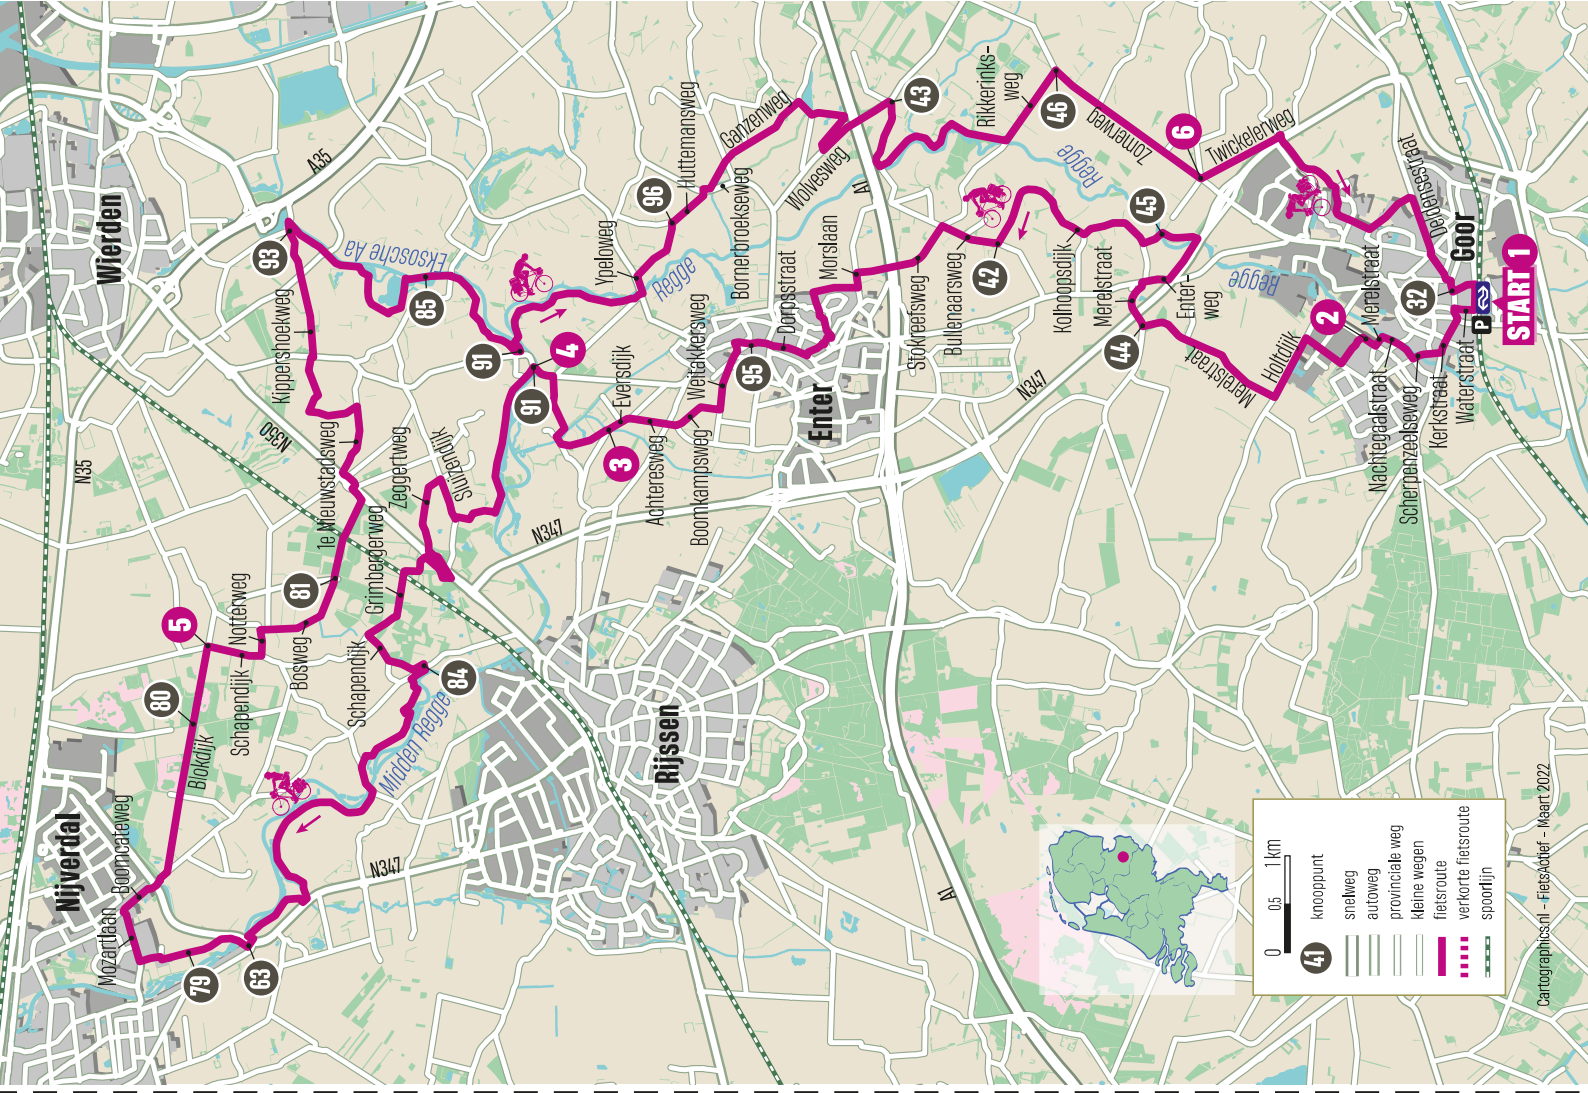 Wierden
N35
A35
93
Eksosche Aa
Kippershoekweg
N350
85
91
4
91
Ypeloweg
96
Huttemansweg
Ganzenweg
Wolvesweg
A1
43
Rikkerinks-
weg
46
Zomerweg
6
Twickelerweg
Regge
45
Deldensestraat
Goor
START 1
P
32
Regge
Merelstraat
2
Holtdijk
Merelstraat
Nachtegaalstraat
Scherpenzeelseweg
Kerkstraat
Waterstraat
44
Enter-
weg
Merelstraat
Kolhoopsdijk
42
Bullenaarsweg
Stokreefsweg
Morslaan
Dorpsstraat
Bornerbroekseweg
Regge
Weitakkersweg
95
Enter
Eversdijk
3
Achteresweg
Boomkampsweg
N347
N347
1e Nieuwstadsweg
Zeggertweg
Sluizendijk
Grimbergerweg
81
Bosweg
Notterweg
5
Schapendijk
Schapendijk
84
80
Blokdijk
Midden Regge
Nijverdal
Boomcateweg
Mozartlaan
79
63
N347
Rijssen
A1
0
0,5
1 km
41
knooppunt
snelweg
autoweg
provinciale weg
kleine wegen
fietsroute
verkorte fietsroute
spoorlijn
Cartographics.nl - FietsActief - Maart 2022